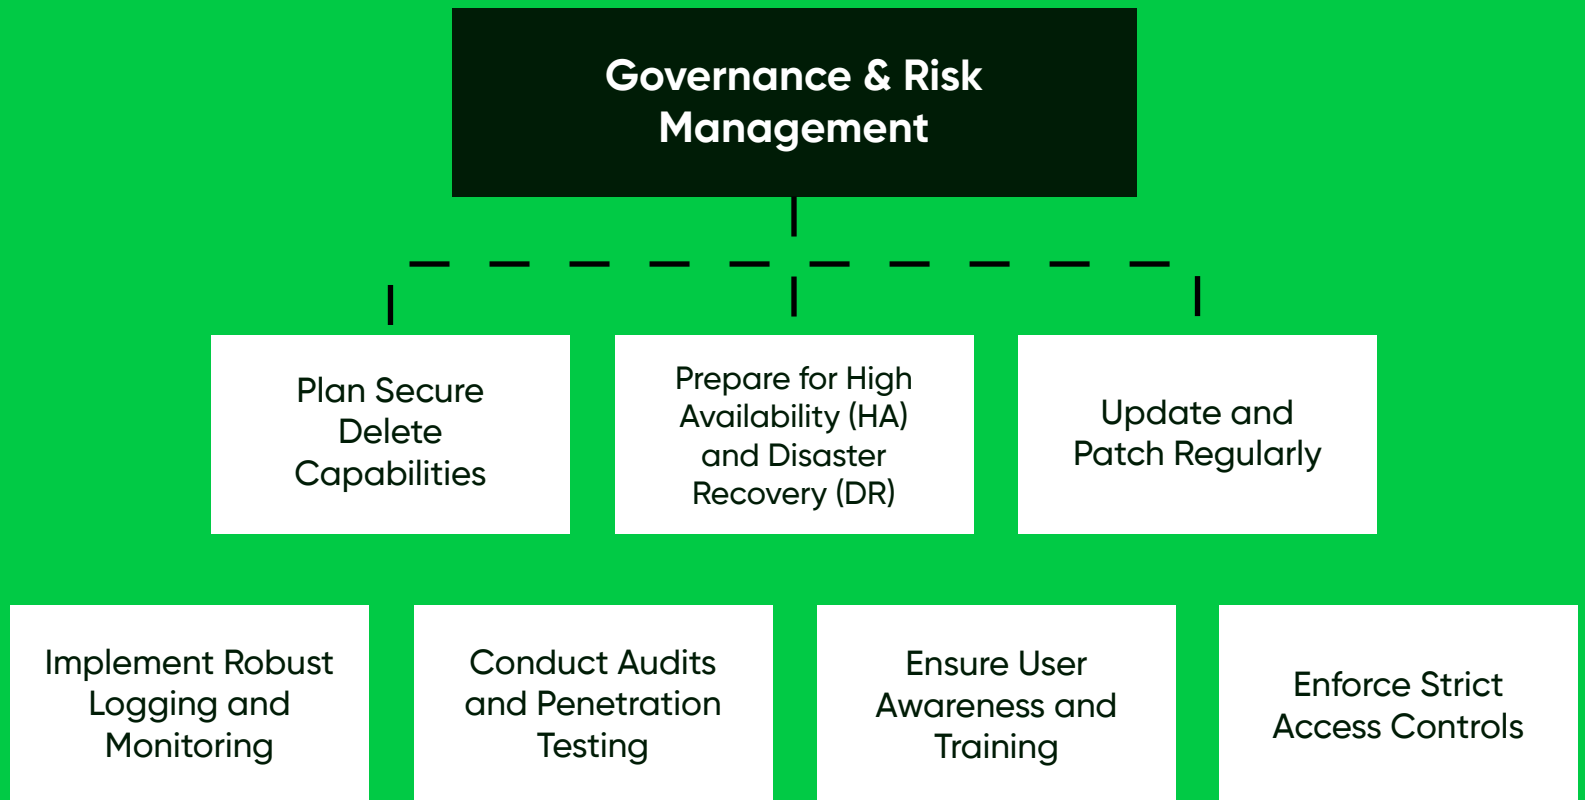 Governance & Risk
Management
Plan Secure
Delete
Capabilities
Prepare for High
Availability (HA)
and Disaster
Recovery (DR)
Update and
Patch Regularly
Implement Robust
Logging and
Monitoring
Conduct Audits
and Penetration
Testing
Ensure User
Awareness and
Training
Enforce Strict
Access Controls